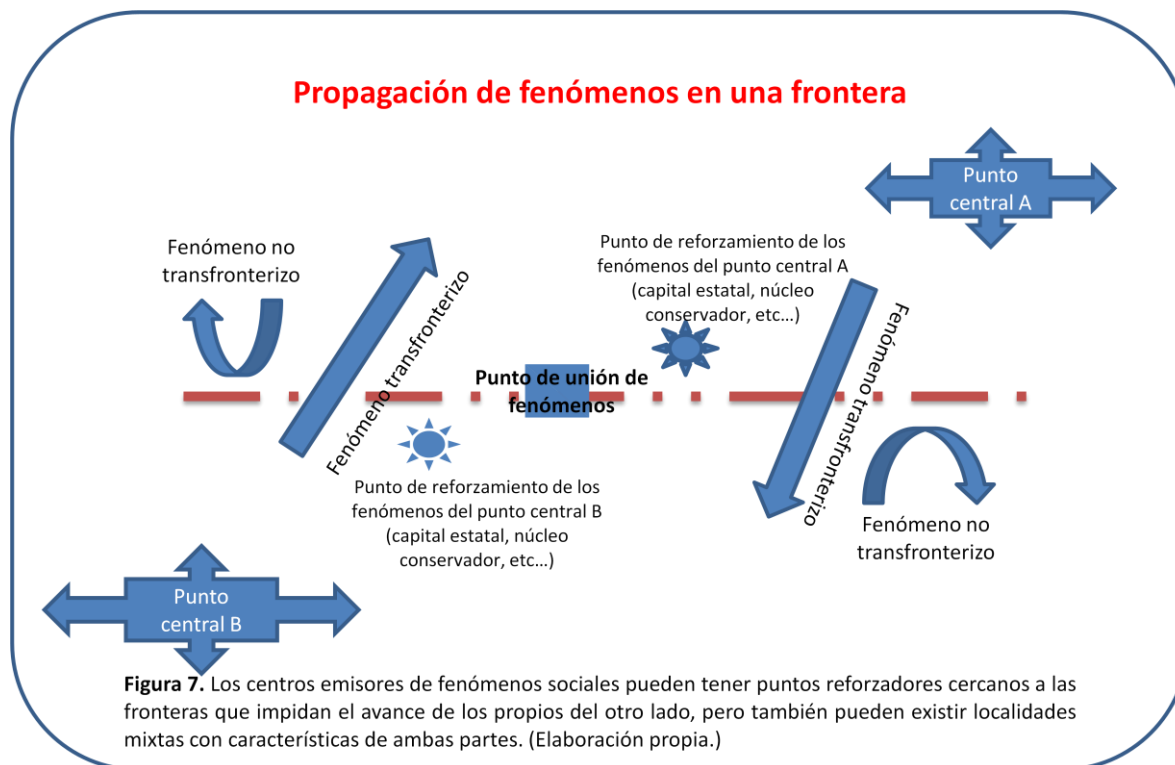 Propagación de fenómenos en una frontera
Punto
central A
Fenómeno no
transfronterizo
Fenómeno transfronterizo
Punto de reforzamiento de los
fenómenos del punto central A
(capital estatal, núcleo
conservador, etc...)
Fenómeno transfronterizo
Punto de unión de
fenómenos
Punto de reforzamiento de los
fenómenos del punto central B
(capital estatal, núcleo
conservador, etc...)
Fenómeno no
transfronterizo
Punto
central B
Figura 7. Los centros emisores de fenómenos sociales pueden tener puntos reforzadores cercanos a las
fronteras que impidan el avance de los propios del otro lado, pero también pueden existir localidades
mixtas con características de ambas partes. (Elaboración propia.)